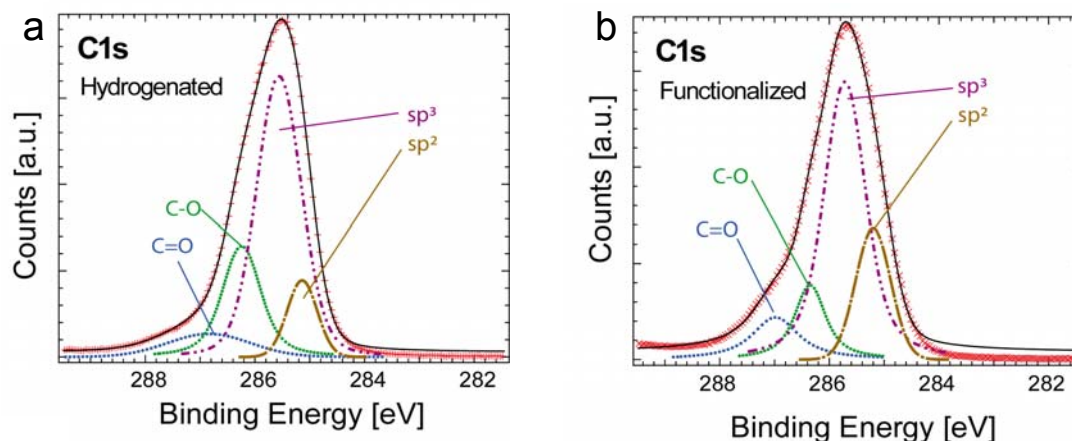 a
C1s
Hydrogenated
sp³
sp²
C-O
C=O
Counts [a.u.]
288
286
284
282
Binding Energy [eV]
b
C1s
Functionalized
sp³
sp²
C-O
C=O
Counts [a.u.]
288
286
284
282
Binding Energy [eV]